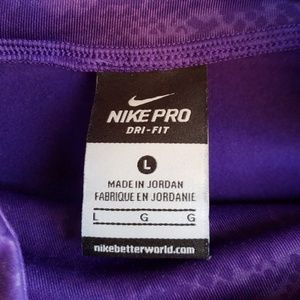 NIKE PRO
DRI-FIT
L
MADE IN JORDAN
FABRIQUE EN JORDANIE
L G G
nikebetterworld.com